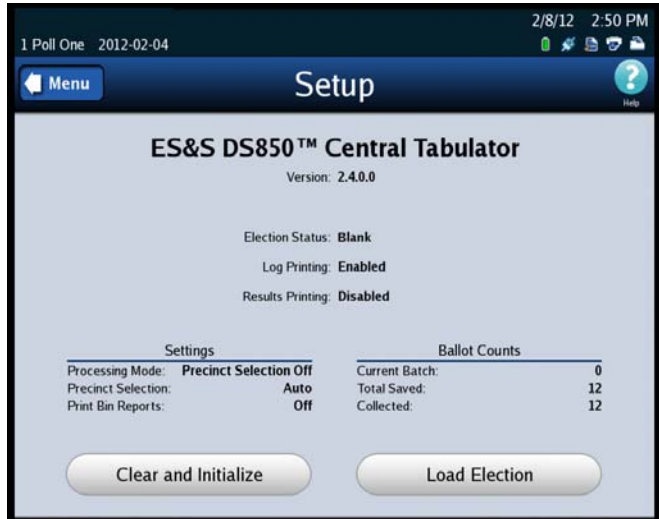 2/8/12 2:50 PM
1 Poll One 2012-02-04
Menu
Setup
Help
ES&S DS850™ Central Tabulator
Version: 2.4.0.0
Election Status: Blank
Log Printing: Enabled
Results Printing: Disabled
Settings
Processing Mode: Precinct Selection Off
Precinct Selection: Auto
Print Bin Reports: Off
Ballot Counts
Current Batch: 0
Total Saved: 12
Collected: 12
Clear and Initialize
Load Election